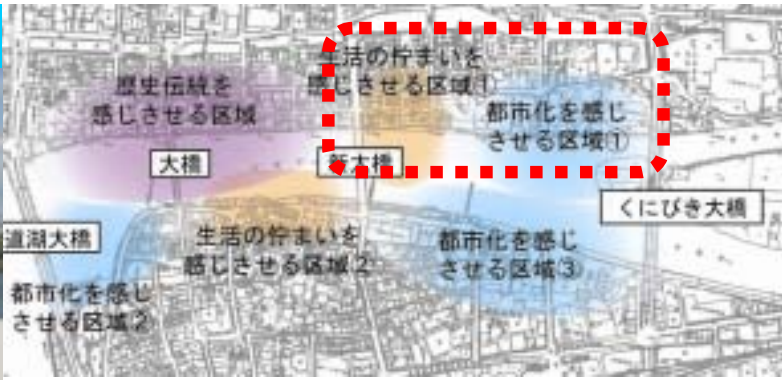 生活の佇まいを
感じさせる区域①
歴史伝統を
感じさせる区域
都市化を感じ
させる区域①
大橋
新大橋
くにびき大橋
道湖大橋
生活の佇まいを
感じさせる区域２
都市化を感じ
させる区域③
都市化を感じ
させる区域２